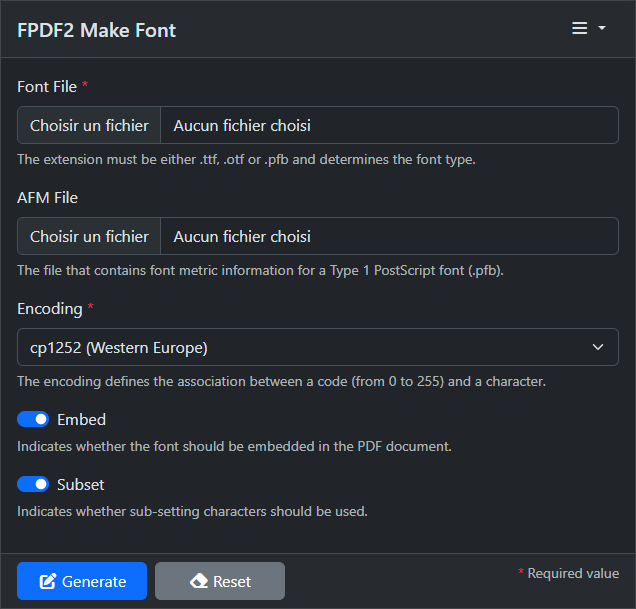 FPDF2 Make Font
Font File *
Choisir un fichier Aucun fichier choisi
The extension must be either .ttf, .otf or .pfb and determines the font type.
AFM File
Choisir un fichier Aucun fichier choisi
The file that contains font metric information for a Type 1 PostScript font (.pfb).
Encoding *
cp1252 (Western Europe)
The encoding defines the association between a code (from 0 to 255) and a character.
Embed
Indicates whether the font should be embedded in the PDF document.
Subset
Indicates whether sub-setting characters should be used.
Generate Reset * Required value